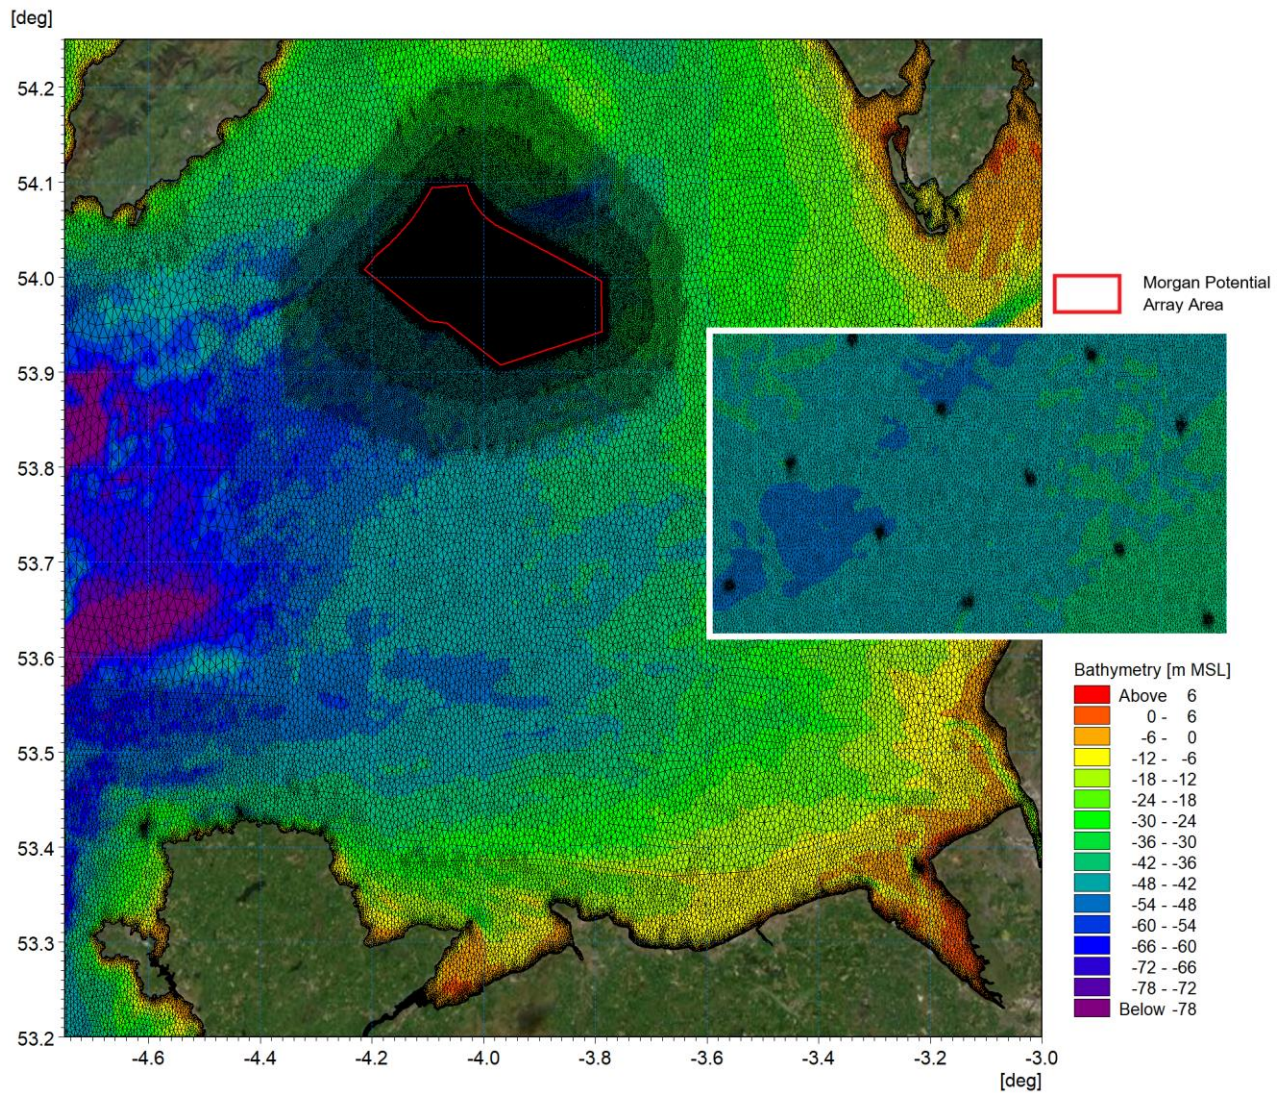 [deg]
54.2
54.1
54.0
53.9
53.8
53.7
53.6
53.5
53.4
53.3
53.2
-4.6
-4.4
-4.2
-4.0
-3.8
-3.6
-3.4
-3.2
-3.0
[deg]
Morgan Potential
Array Area
Bathymetry [m MSL]
Above 6
0 - 6
-6 - 0
-12 - -6
-18 - -12
-24 - -18
-30 - -24
-36 - -30
-42 - -36
-48 - -42
-54 - -48
-60 - -54
-66 - -60
-72 - -66
-78 - -72
Below -78